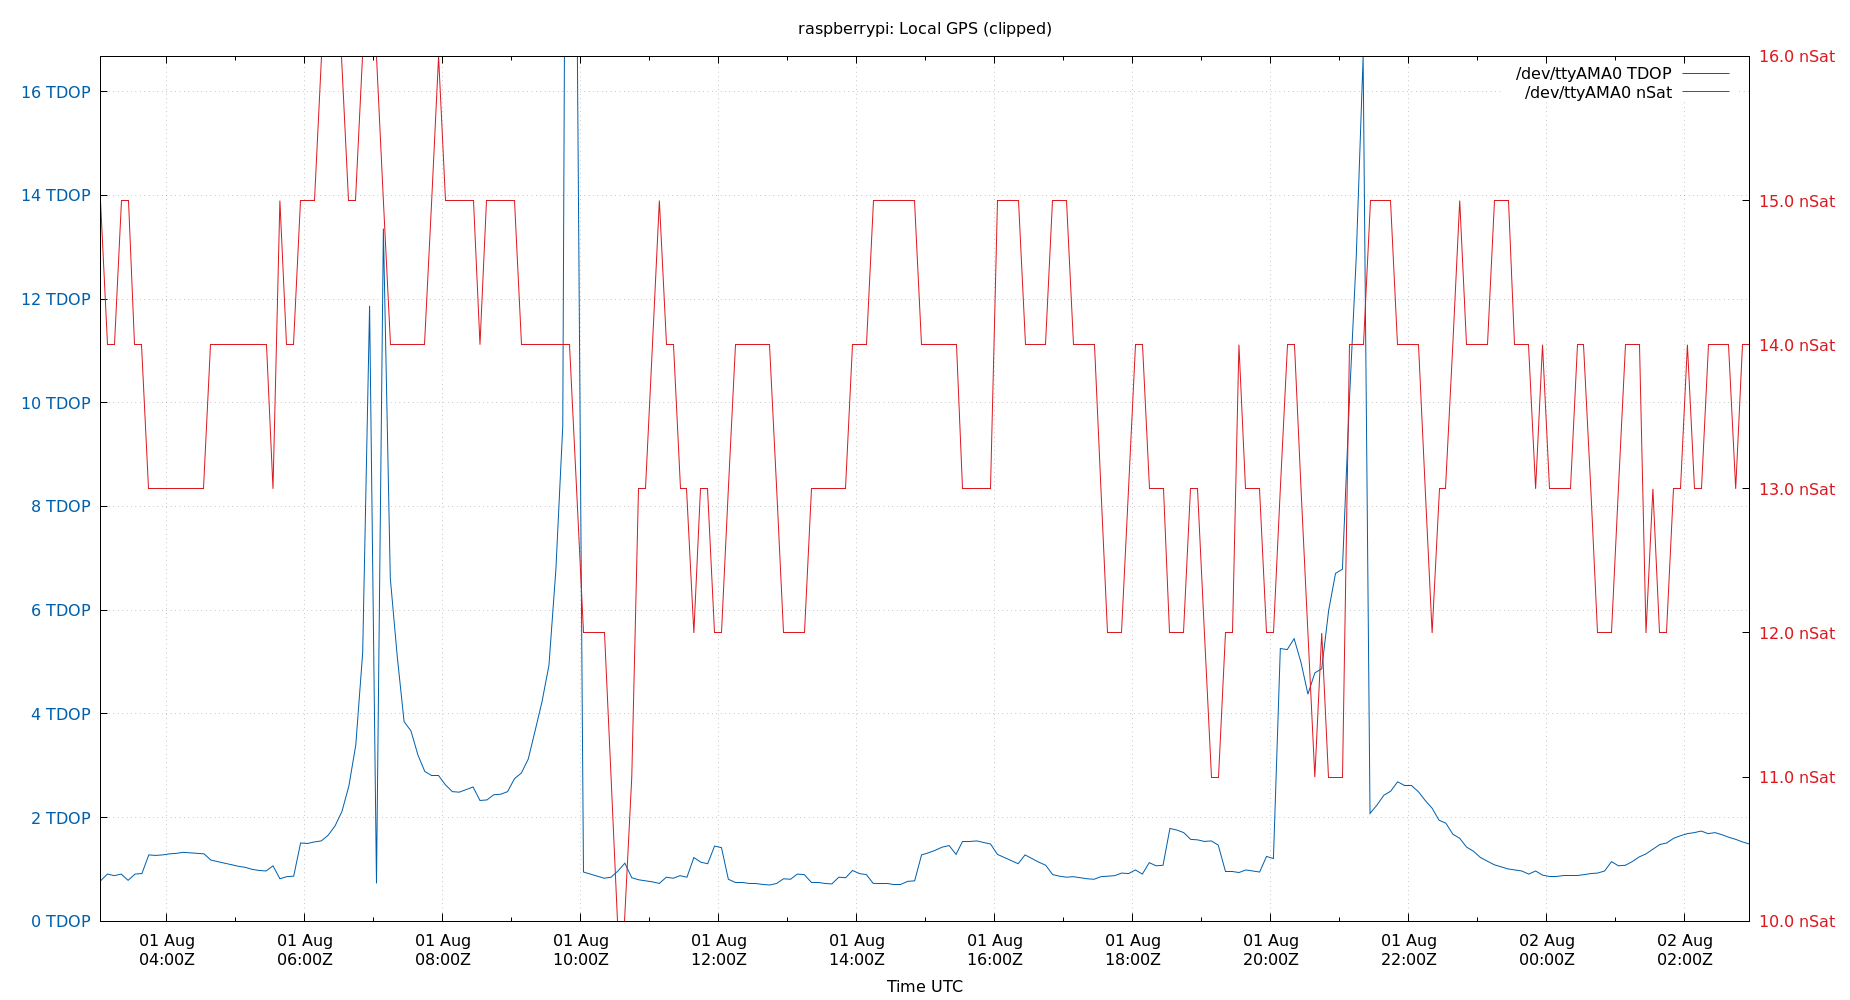 raspberrypi: Local GPS (clipped)
/dev/ttyAMA0 TDOP
/dev/ttyAMA0 nSat
16 TDOP
14 TDOP
12 TDOP
10 TDOP
8 TDOP
6 TDOP
4 TDOP
2 TDOP
0 TDOP
16.0 nSat
15.0 nSat
14.0 nSat
13.0 nSat
12.0 nSat
11.0 nSat
10.0 nSat
01 Aug 01 Aug 01 Aug 01 Aug 01 Aug 01 Aug 01 Aug 01 Aug 01 Aug 01 Aug 02 Aug 02 Aug
04:00Z 06:00Z 08:00Z 10:00Z 12:00Z 14:00Z 16:00Z 18:00Z 20:00Z 22:00Z 00:00Z 02:00Z
Time UTC